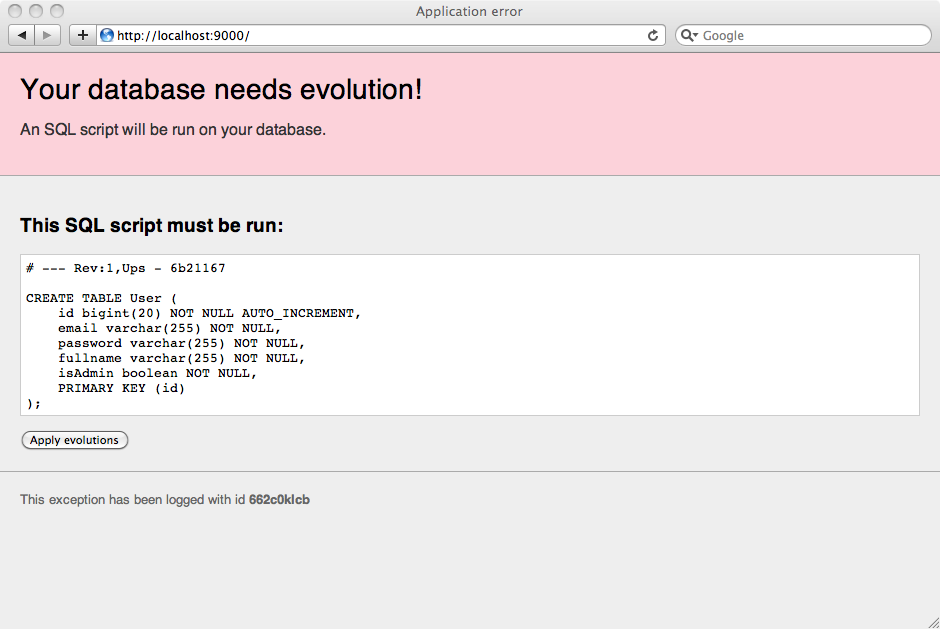 Application error
http://localhost:9000/
Google
Your database needs evolution!
An SQL script will be run on your database.
This SQL script must be run:
# --- Rev:1,Ups - 6b21167
CREATE TABLE User (
    id bigint(20) NOT NULL AUTO_INCREMENT,
    email varchar(255) NOT NULL,
    password varchar(255) NOT NULL,
    fullname varchar(255) NOT NULL,
    isAdmin boolean NOT NULL,
    PRIMARY KEY (id)
);
Apply evolutions
This exception has been logged with id 662c0klcb